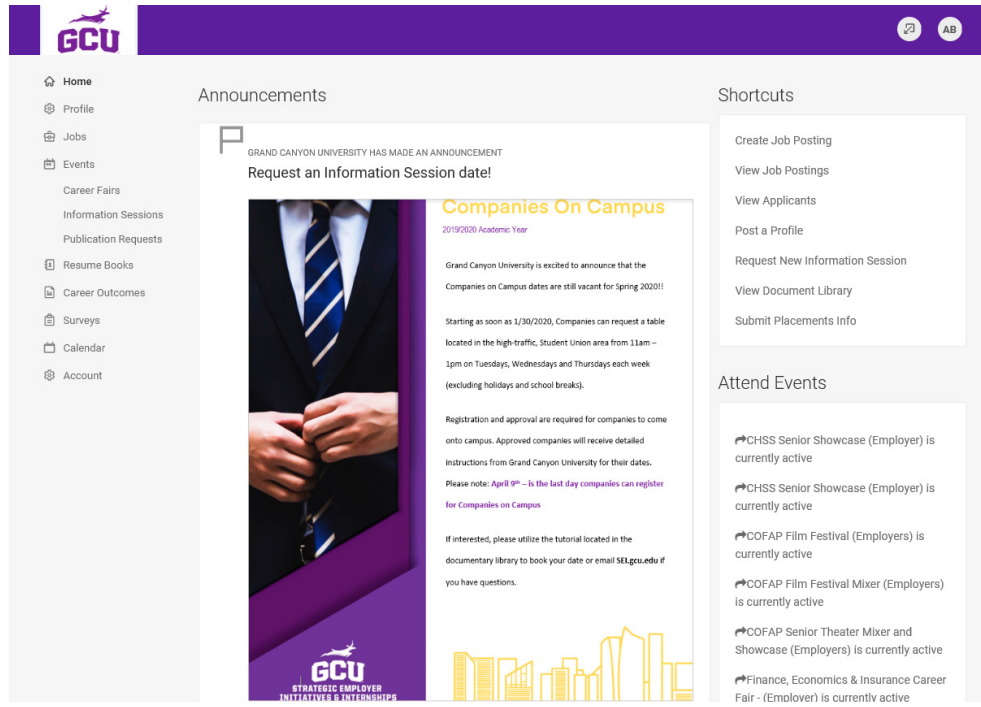 GCU
AB
Home
Profile
Jobs
Events
Career Fairs
Information Sessions
Publication Requests
Resume Books
Career Outcomes
Surveys
Calendar
Account
Announcements
GRAND CANYON UNIVERSITY HAS MADE AN ANNOUNCEMENT
Request an Information Session date!
Companies On Campus
2019/2020 Academic Year
Grand Canyon University is excited to announce that the
Companies on Campus dates are still vacant for Spring 2020!!
Starting as soon as 1/30/2020, Companies can request a table
located in the high-traffic, Student Union area from 11am –
1pm on Tuesdays, Wednesdays and Thursdays each week
(excluding holidays and school breaks).
Registration and approval are required for companies to come
onto campus. Approved companies will receive detailed
instructions from Grand Canyon University for their dates.
Please note: April 9th – is the last day companies can register
for Companies on Campus
If interested, please utilize the tutorial located in the
documentary library to book your date or email SEI.gcu.edu if
you have questions.
GCU
STRATEGIC EMPLOYER
INITIATIVES & INTERNSHIPS
Shortcuts
Create Job Posting
View Job Postings
View Applicants
Post a Profile
Request New Information Session
View Document Library
Submit Placements Info
Attend Events
CHSS Senior Showcase (Employer) is
currently active
CHSS Senior Showcase (Employer) is
currently active
COFAP Film Festival (Employers) is
currently active
COFAP Film Festival Mixer (Employers)
is currently active
COFAP Senior Theater Mixer and
Showcase (Employers) is currently active
Finance, Economics & Insurance Career
Fair - (Employer) is currently active